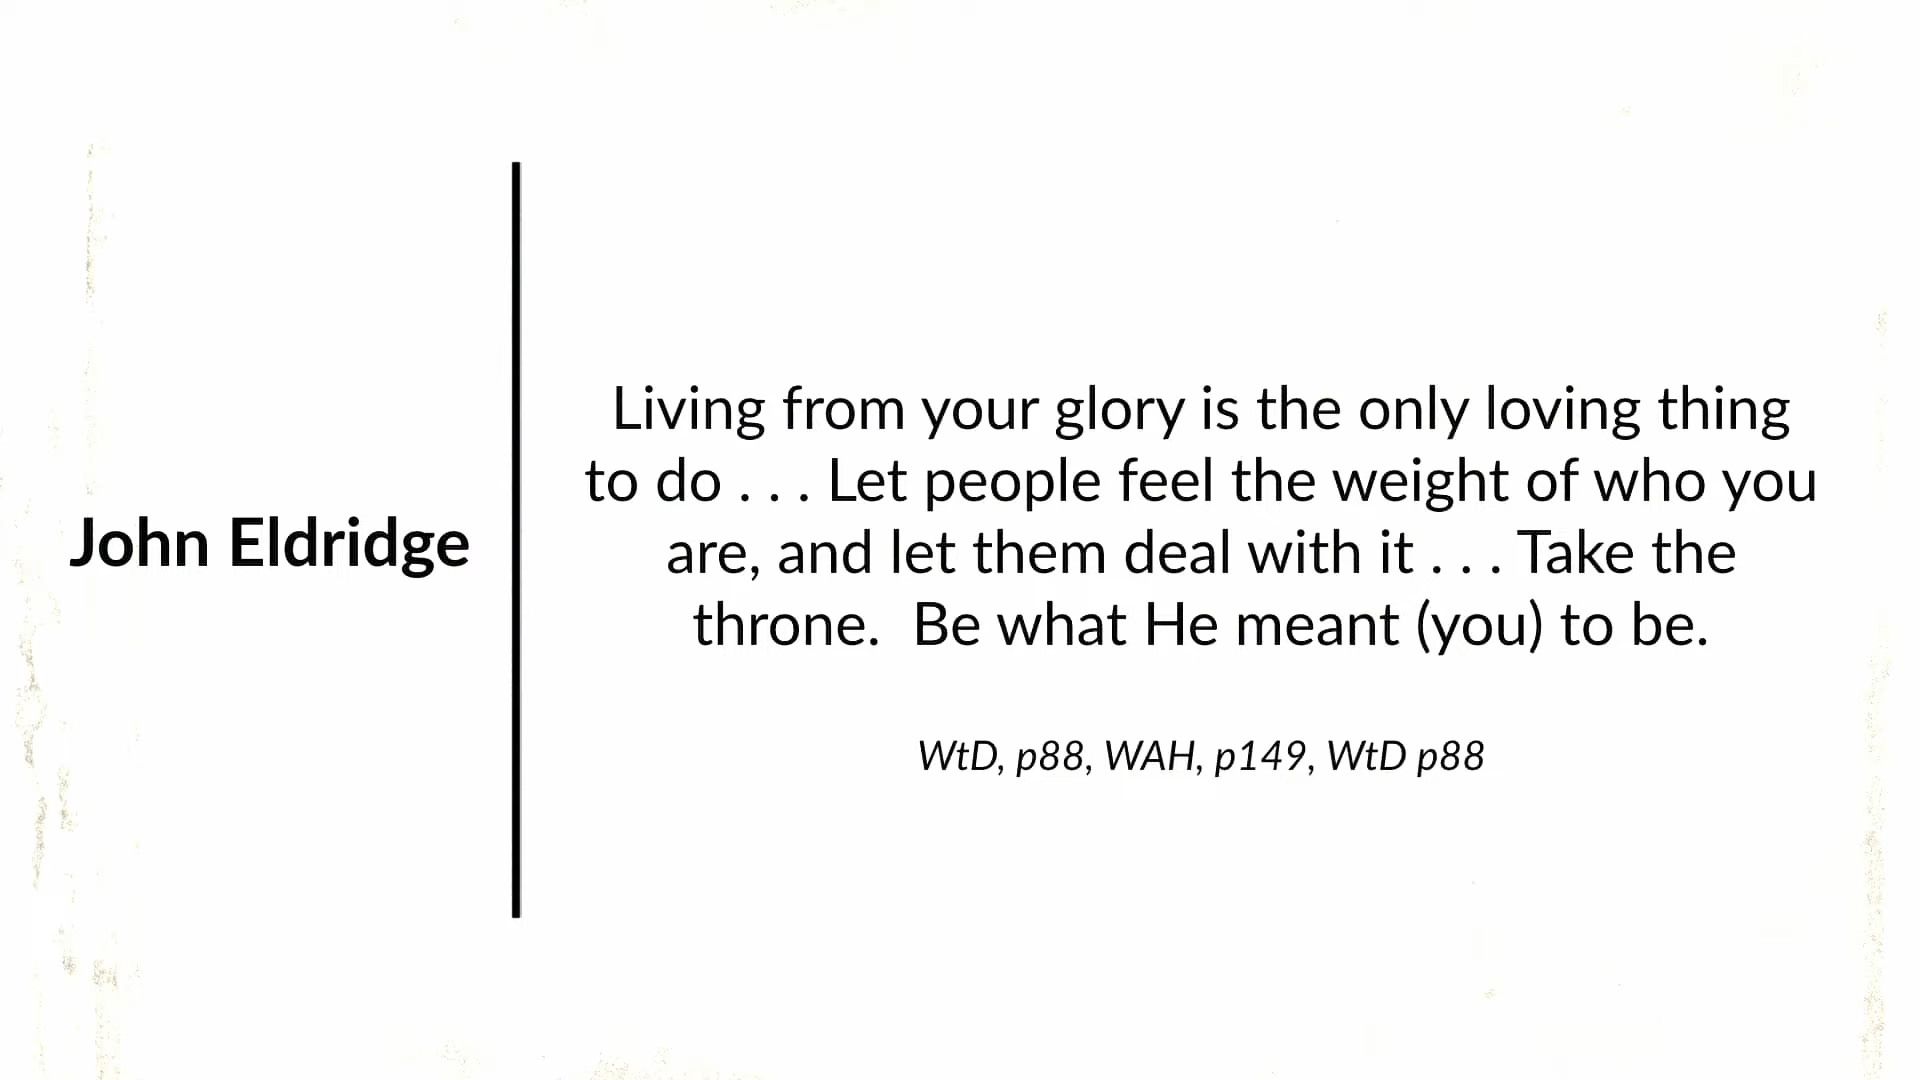 John Eldridge
Living from your glory is the only loving thing
to do . . . Let people feel the weight of who you
are, and let them deal with it . . . Take the
throne.  Be what He meant (you) to be.
WtD, p88, WAH, p149, WtD p88